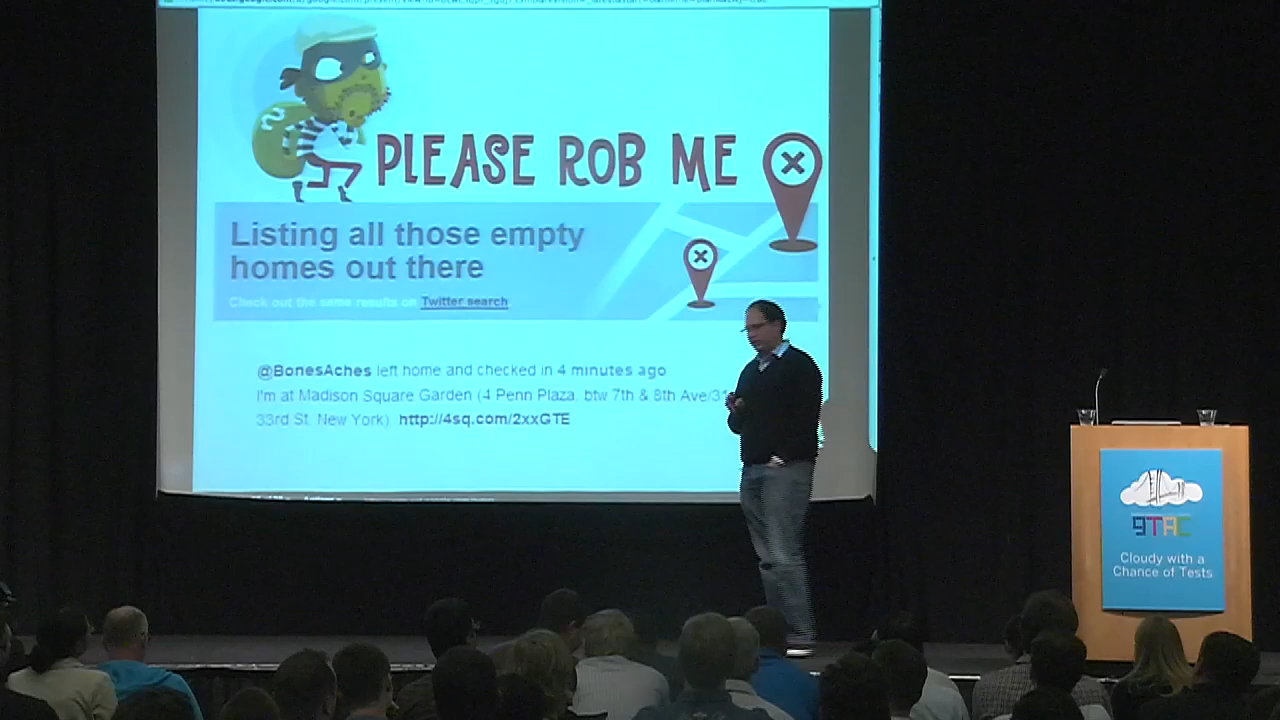 PLEASE ROB ME
Listing all those empty
homes out there
Check out the same results on Twitter search
@BonesAches left home and checked in 4 minutes ago
I'm at Madison Square Garden (4 Penn Plaza, btw 7th & 8th Ave/31
33rd St, New York) http://4sq.com/2xxGTE
gTAC
Cloudy with a
Chance of Tests